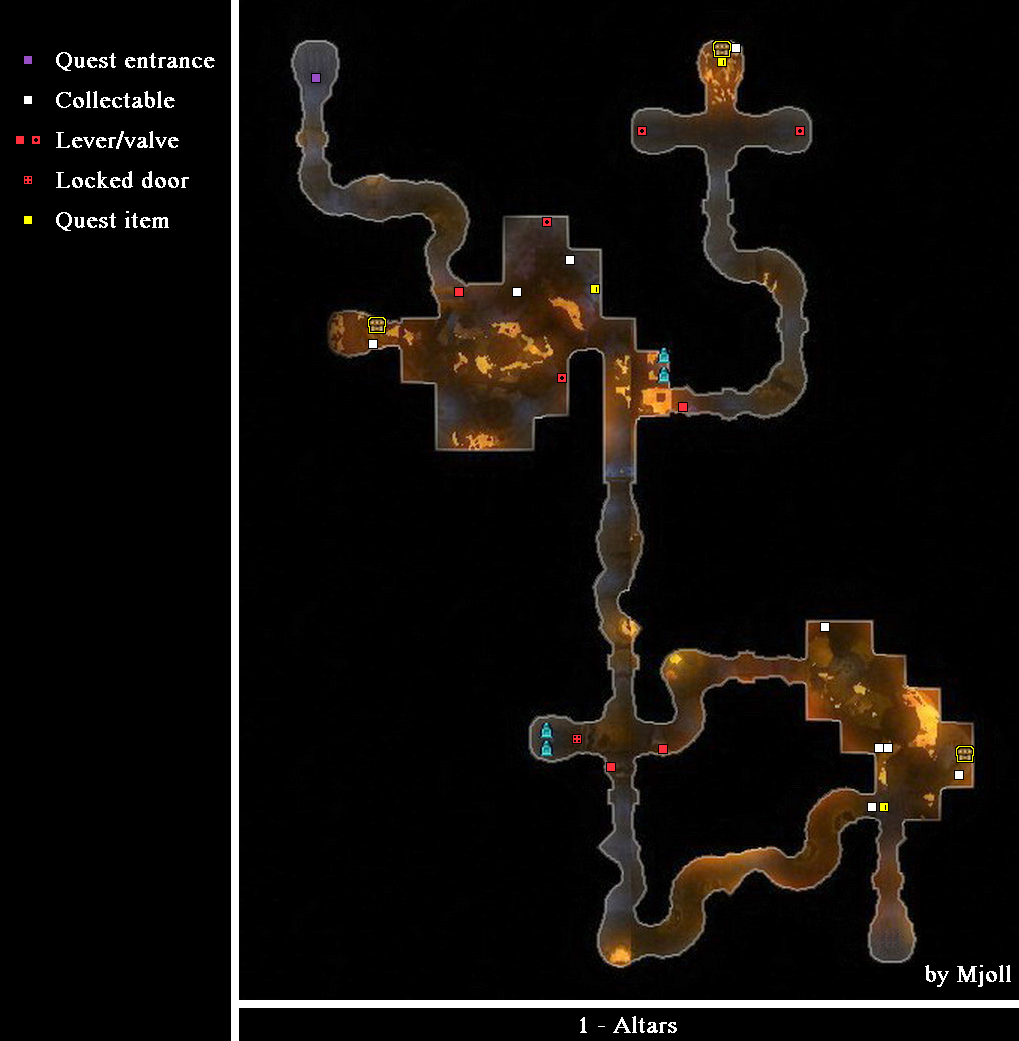 Quest entrance
Collectable
Lever/valve
Locked door
Quest item
by Mjoll
1 - Altars